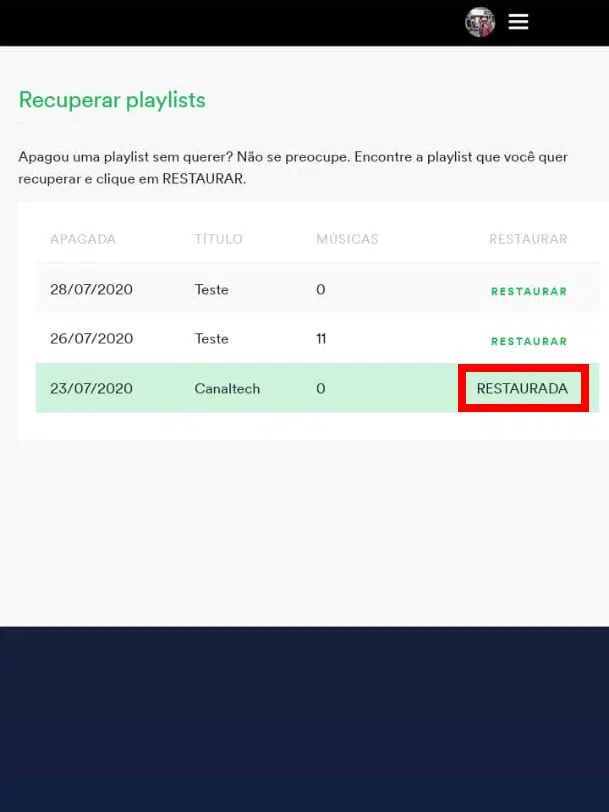 Recuperar playlists
Apagou uma playlist sem querer? Não se preocupe. Encontre a playlist que você quer
recuperar e clique em RESTAURAR.
APAGADA TÍTULO MÚSICAS RESTAURAR
28/07/2020 Teste 0 RESTAURAR
26/07/2020 Teste 11 RESTAURAR
23/07/2020 Canaltech 0 RESTAURADA